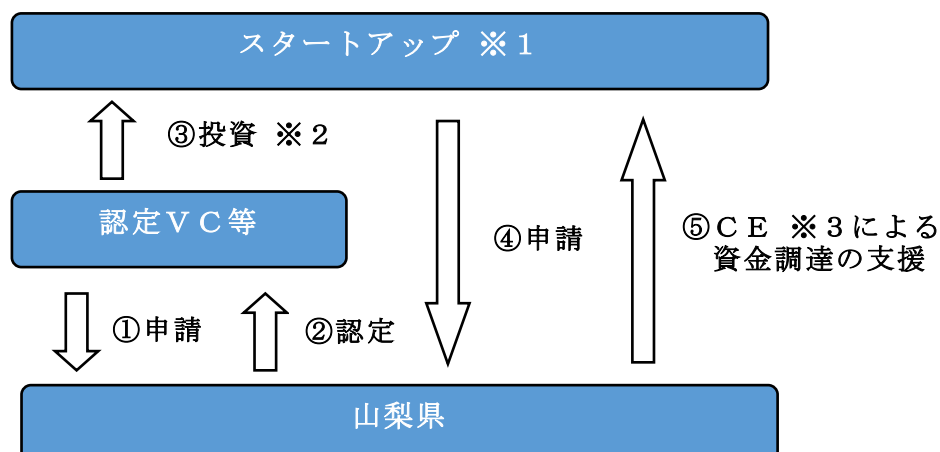 スタートアップ ※１
③投資 ※２
認定ＶＣ等
④申請
⑤ＣＥ ※３による
資金調達の支援
①申請
②認定
山梨県